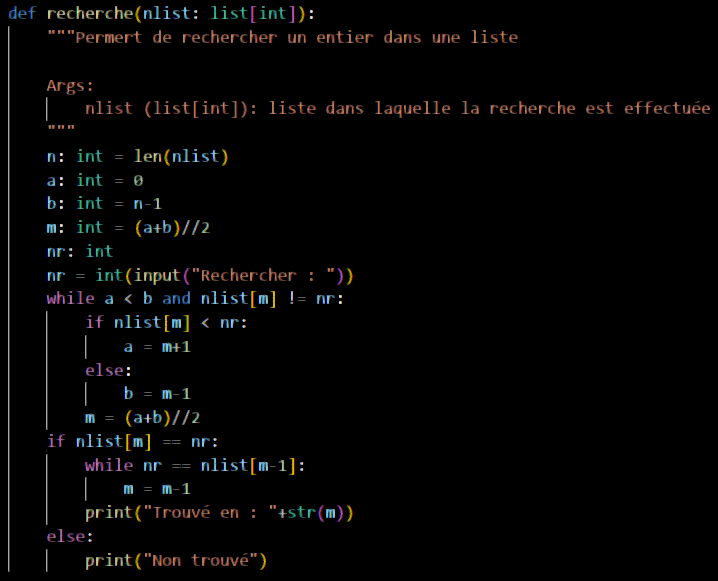 def recherche(nlist: list[int]):
    """Permert de rechercher un entier dans une liste

    Args:
        nlist (list[int]): liste dans laquelle la recherche est effectuée
    """
    n: int = len(nlist)
    a: int = 0
    b: int = n-1
    m: int = (a+b)//2
    nr: int
    nr = int(input("Rechercher : "))
    while a < b and nlist[m] != nr:
        if nlist[m] < nr:
            a = m+1
        else:
            b = m-1
        m = (a+b)//2
    if nlist[m] == nr:
        while nr == nlist[m-1]:
            m = m-1
        print("Trouvé en : "+str(m))
    else:
        print("Non trouvé")